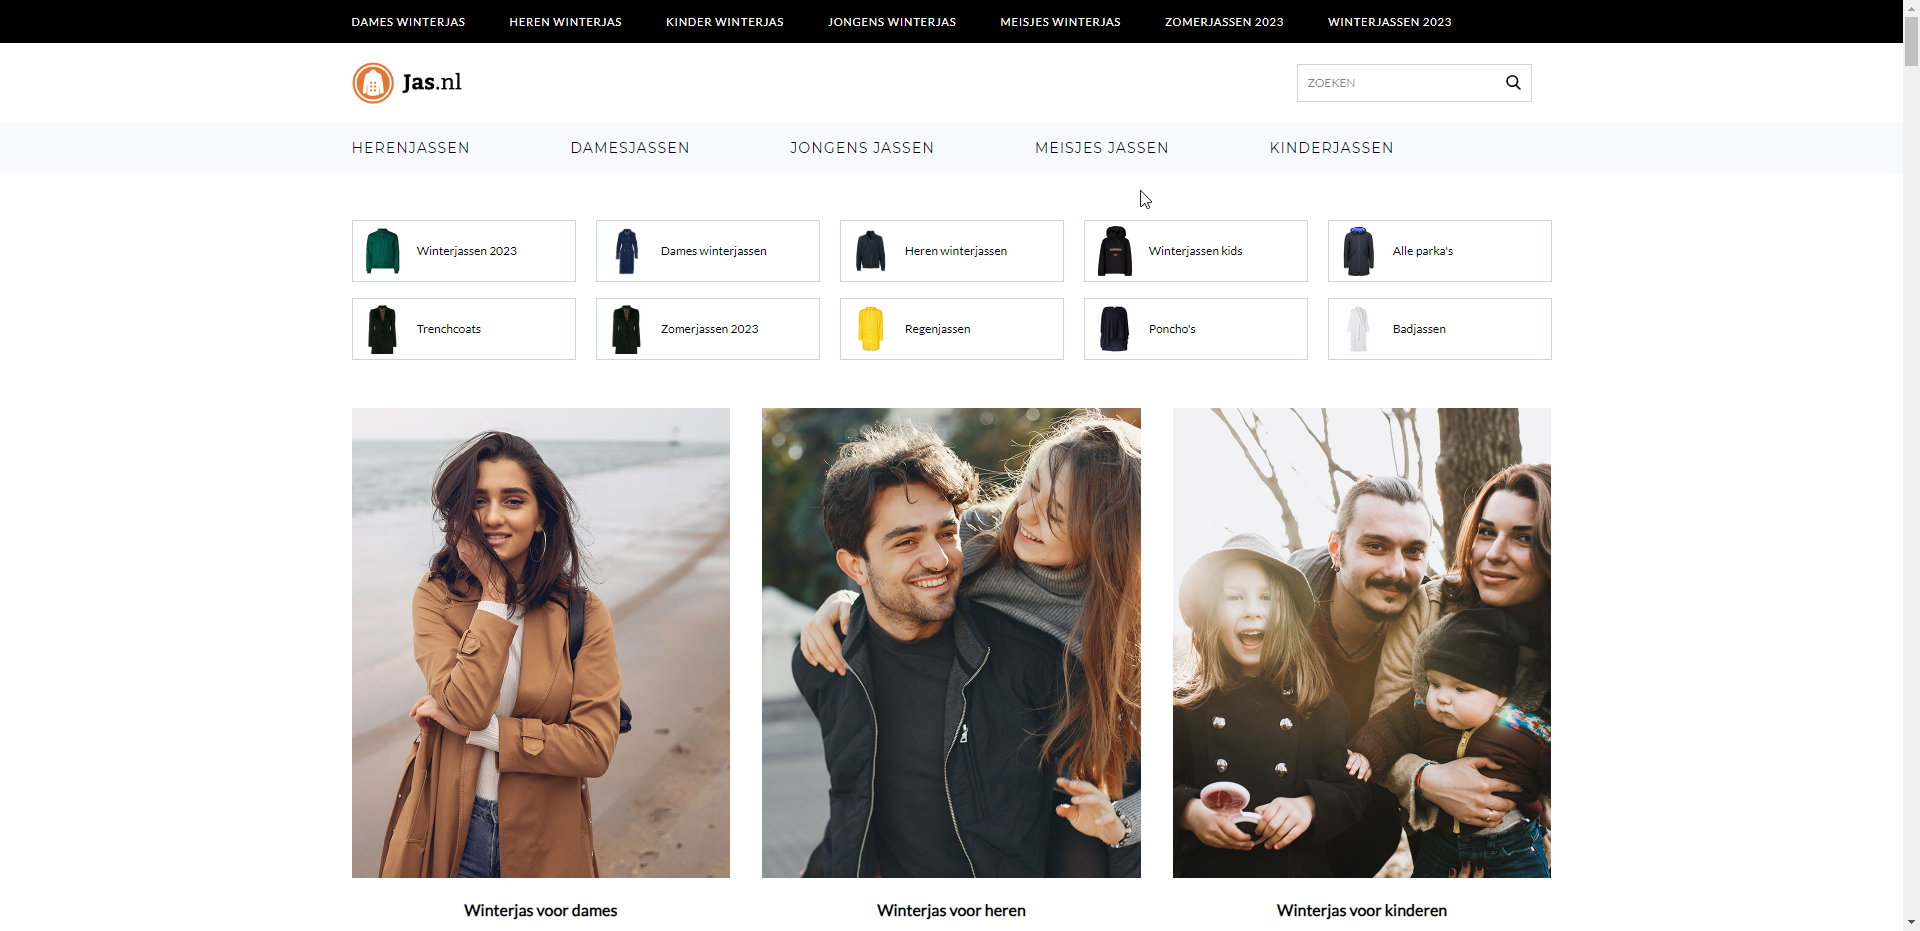 DAMES WINTERJAS HEREN WINTERJAS KINDER WINTERJAS JONGENS WINTERJAS MEISJES WINTERJAS ZOMERJASSEN 2023 WINTERJASSEN 2023
Jas.nl ZOEKEN
HERENJASSEN DAMESJASSEN JONGENS JASSEN MEISJES JASSEN KINDERJASSEN
Winterjassen 2023 Dames winterjassen Heren winterjassen Winterjassen kids Alle parka's
Trenchcoats Zomerjassen 2023 Regenjassen Poncho's Badjassen
Winterjas voor dames Winterjas voor heren Winterjas voor kinderen